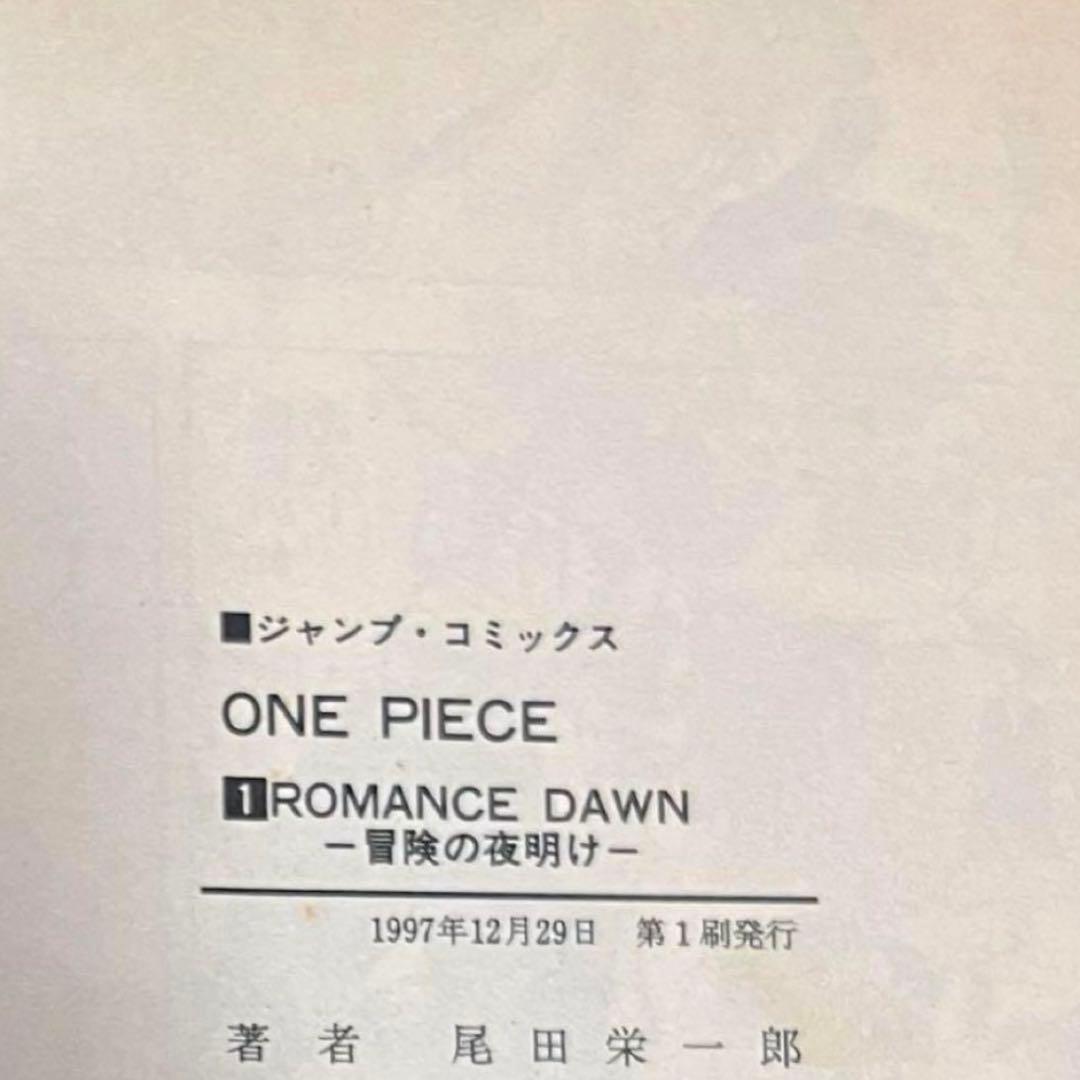 ■ジャンプ・コミックス
ONE PIECE
1ROMANCE DAWN
ー冒険の夜明けー
1997年12月29日　第1刷発行
著者　尾田栄一郎